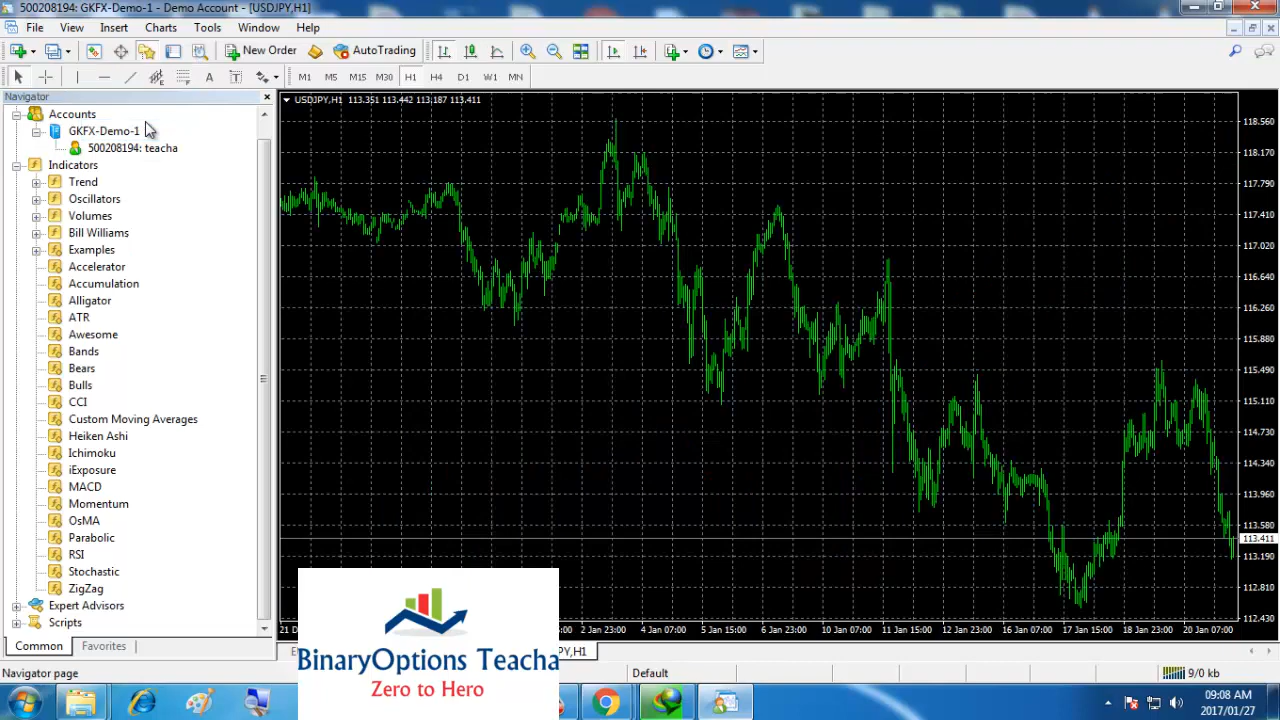 500208194: GKFX-Demo-1 - Demo Account - [USDJPY,H1]
File View Insert Charts Tools Window Help
New Order AutoTrading
A T M1 M5 M15 M30 H1 H4 D1 W1 MN
Navigator
Accounts
GKFX-Demo-1
500208194: teacha
Indicators
Trend
Oscillators
Volumes
Bill Williams
Examples
Accelerator
Accumulation
Alligator
ATR
Awesome
Bands
Bears
Bulls
CCI
Custom Moving Averages
Heiken Ashi
Ichimoku
iExposure
MACD
Momentum
OsMA
Parabolic
RSI
Stochastic
ZigZag
Expert Advisors
Scripts
Common Favorites
USDJPY,H1 113.351 113.442 113.187 113.411
118.560
118.170
117.790
117.410
117.020
116.640
116.260
115.880
115.490
115.110
114.730
114.340
113.960
113.580
113.411
113.190
112.810
112.430
21 D 2 Jan 23:00 4 Jan 07:00 5 Jan 15:00 6 Jan 23:00 10 Jan 07:00 11 Jan 15:00 12 Jan 23:00 16 Jan 07:00 17 Jan 15:00 18 Jan 23:00 20 Jan 07:00
PY,H1
BinaryOptions Teacha
Zero to Hero
Navigator page Default 9/0 kb
09:08 AM
2017/01/27